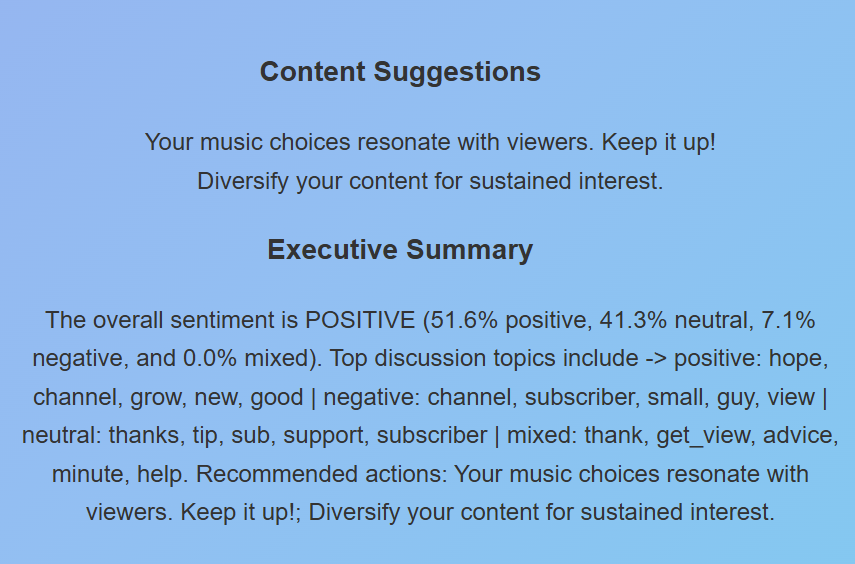 Content Suggestions
Your music choices resonate with viewers. Keep it up!
Diversify your content for sustained interest.
Executive Summary
The overall sentiment is POSITIVE (51.6% positive, 41.3% neutral, 7.1%
negative, and 0.0% mixed). Top discussion topics include -> positive: hope,
channel, grow, new, good | negative: channel, subscriber, small, guy, view |
neutral: thanks, tip, sub, support, subscriber | mixed: thank, get_view, advice,
minute, help. Recommended actions: Your music choices resonate with
viewers. Keep it up!; Diversify your content for sustained interest.